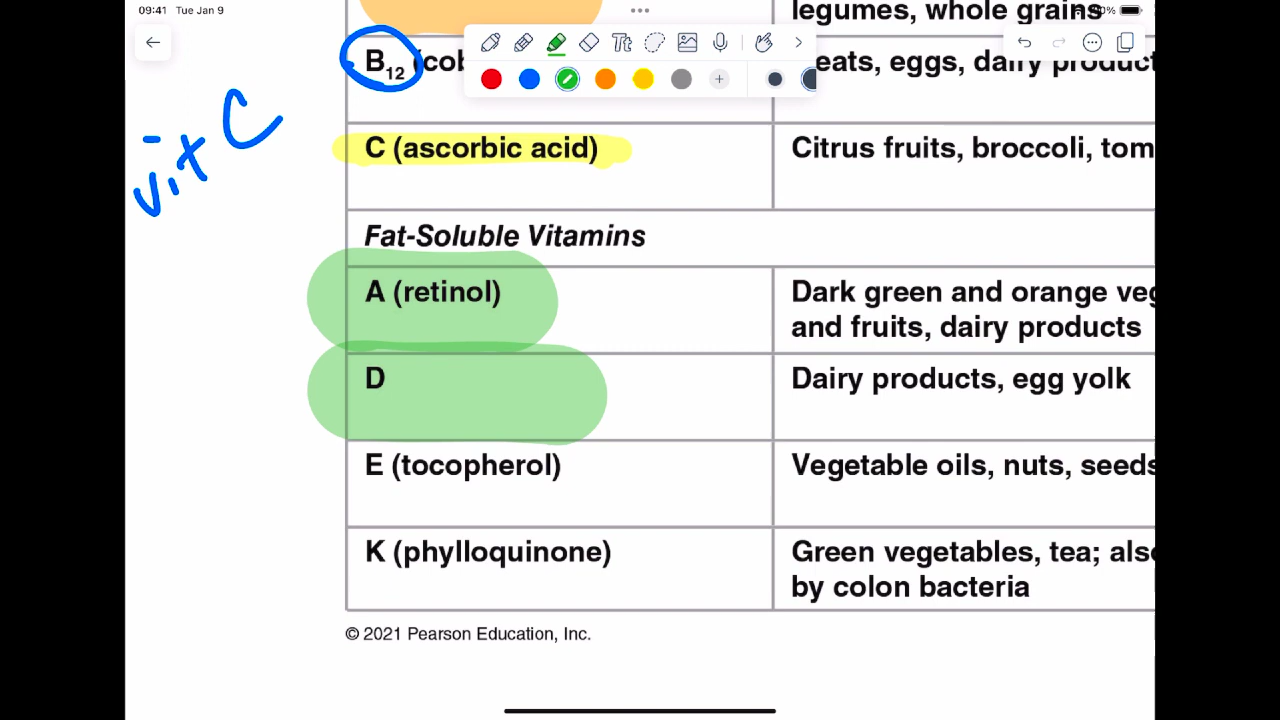 09:41 Tue Jan 9
legumes, whole grains
B12 (cob
eats, eggs, dairy product
Tt
vit C
C (ascorbic acid)
Citrus fruits, broccoli, tom
Fat-Soluble Vitamins
A (retinol)
Dark green and orange veg
and fruits, dairy products
D
Dairy products, egg yolk
E (tocopherol)
Vegetable oils, nuts, seeds
K (phylloquinone)
Green vegetables, tea; also
by colon bacteria
© 2021 Pearson Education, Inc.